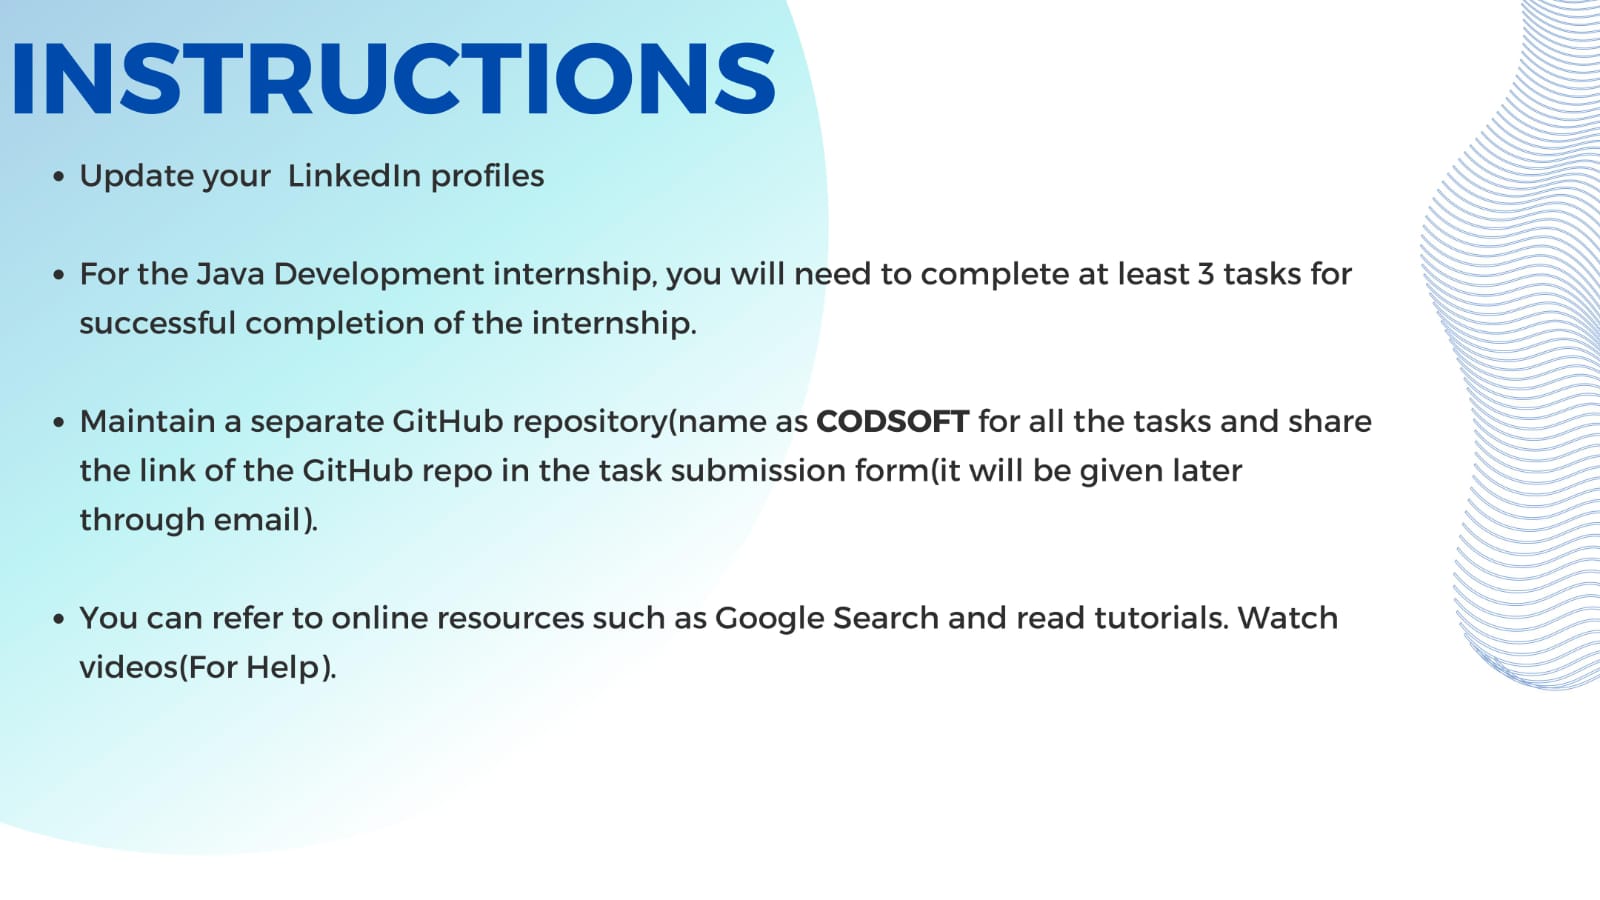 INSTRUCTIONS
• Update your  LinkedIn profiles
• For the Java Development internship, you will need to complete at least 3 tasks for
successful completion of the internship.
• Maintain a separate GitHub repository(name as CODSOFT for all the tasks and share
the link of the GitHub repo in the task submission form(it will be given later
through email).
• You can refer to online resources such as Google Search and read tutorials. Watch
videos(For Help).